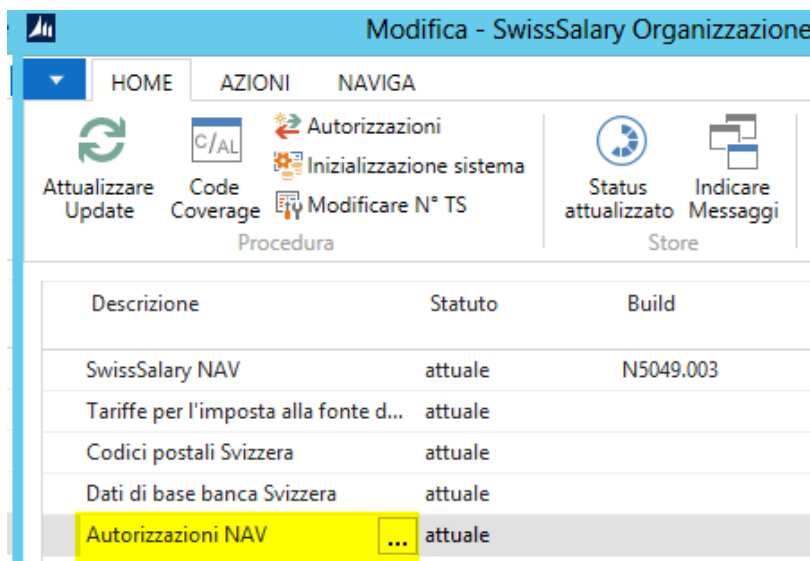 Modifica - SwissSalary Organizzazione
HOME AZIONI NAVIGA
Attualizzare Update
C/AL Code Coverage
Autorizzazioni
Inizializzazione sistema
Modificare N° TS
Status attualizzato
Indicare Messaggi
Procedura
Store
Descrizione Statuto Build
SwissSalary NAV attuale N5049.003
Tariffe per l'imposta alla fonte d... attuale
Codici postali Svizzera attuale
Dati di base banca Svizzera attuale
Autorizzazioni NAV ... attuale